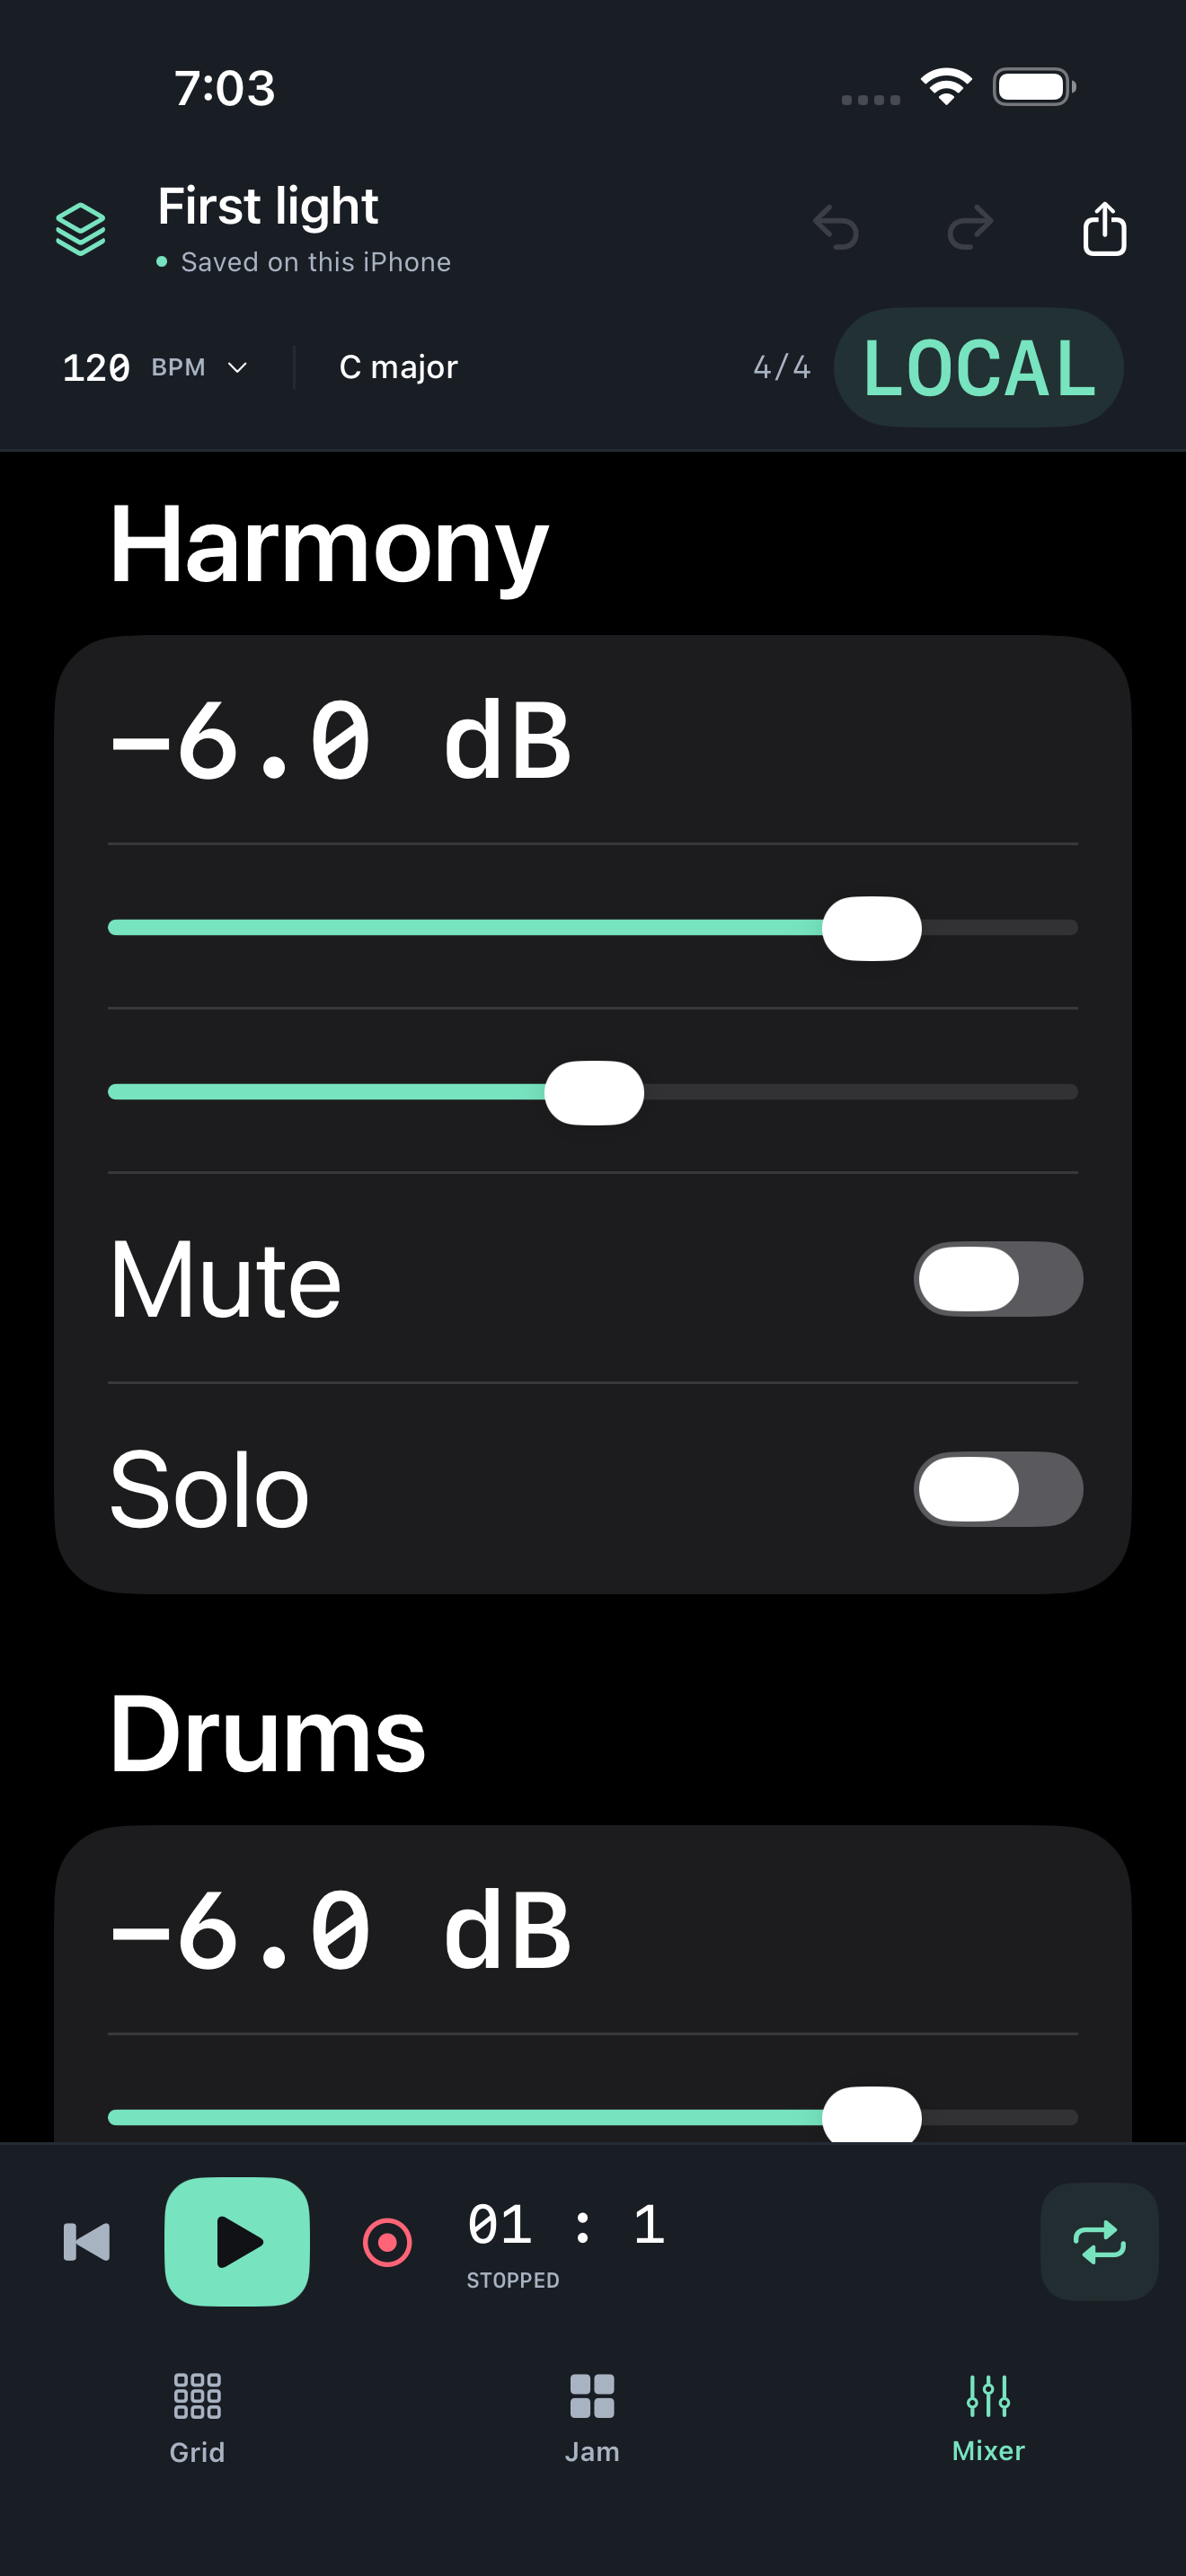 7:03
First light
Saved on this iPhone
120 BPM
C major
4/4
LOCAL
Harmony
−6.0 dB
Mute
Solo
Drums
−6.0 dB
01 : 1
STOPPED
Grid
Jam
Mixer